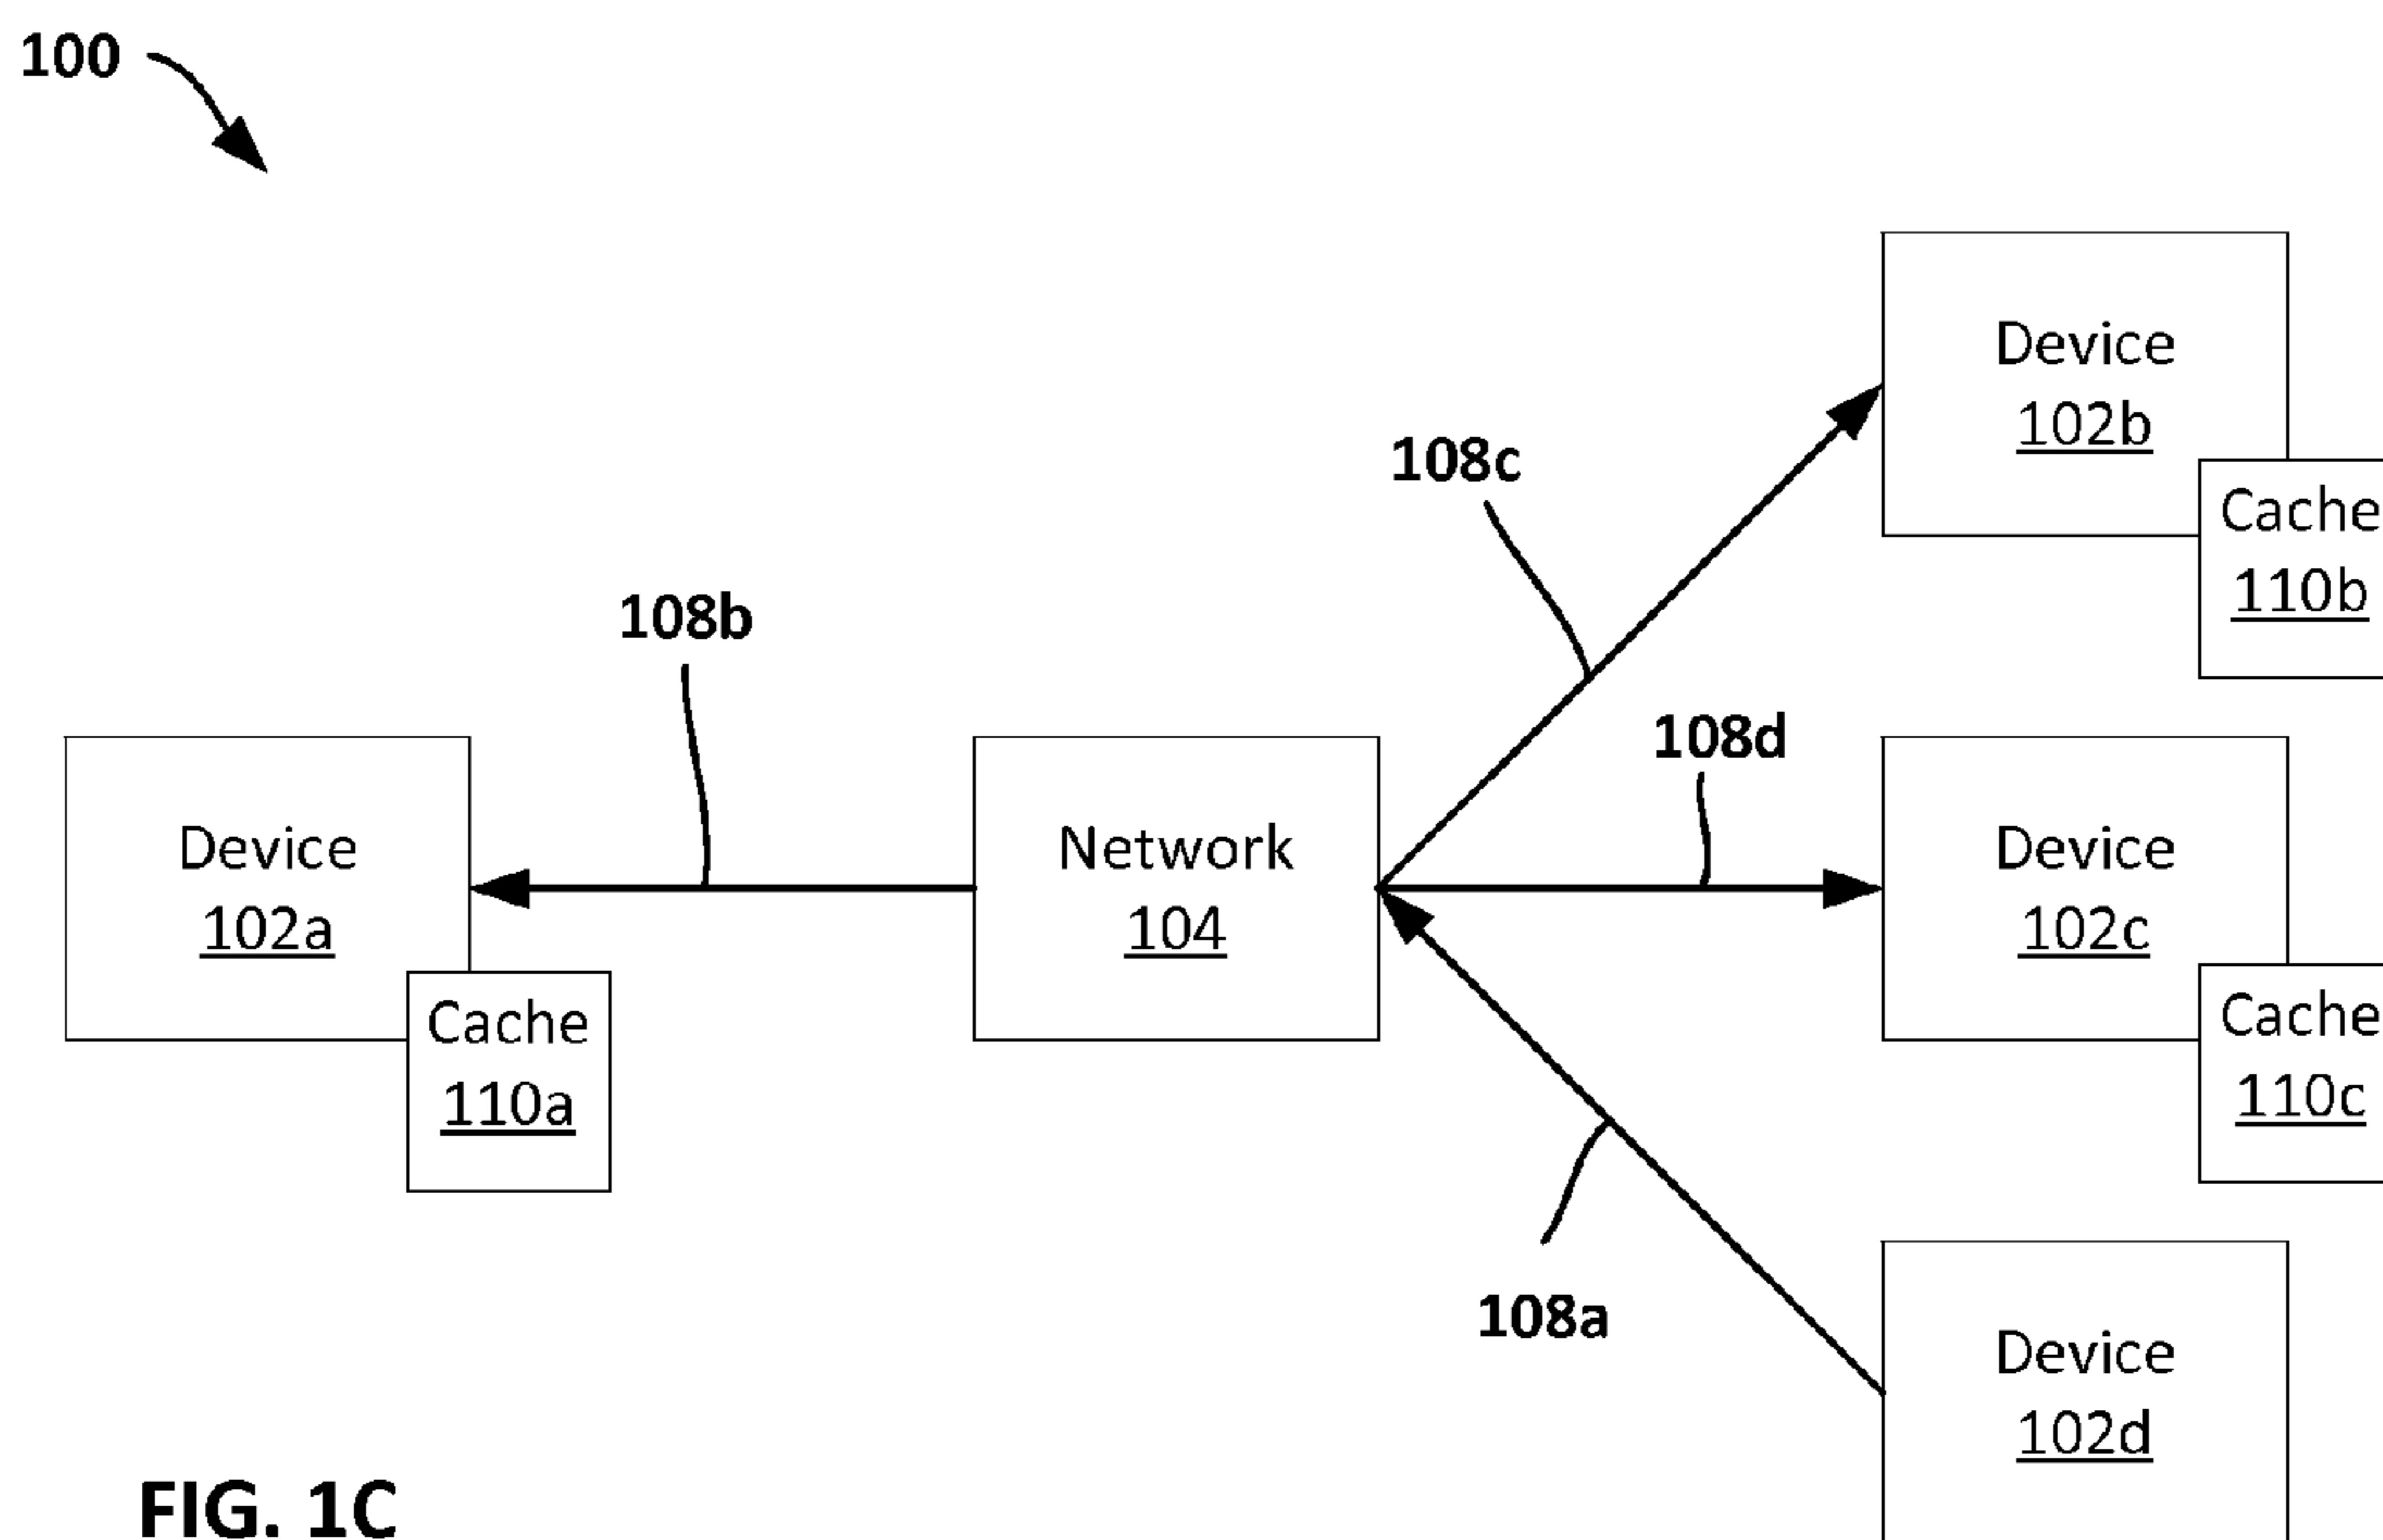 100
Device
102b
108c
Cache
110b
108b
108d
Device
102a
Network
104
Device
102c
Cache
110a
Cache
110c
108a
Device
102d
FIG. 1C